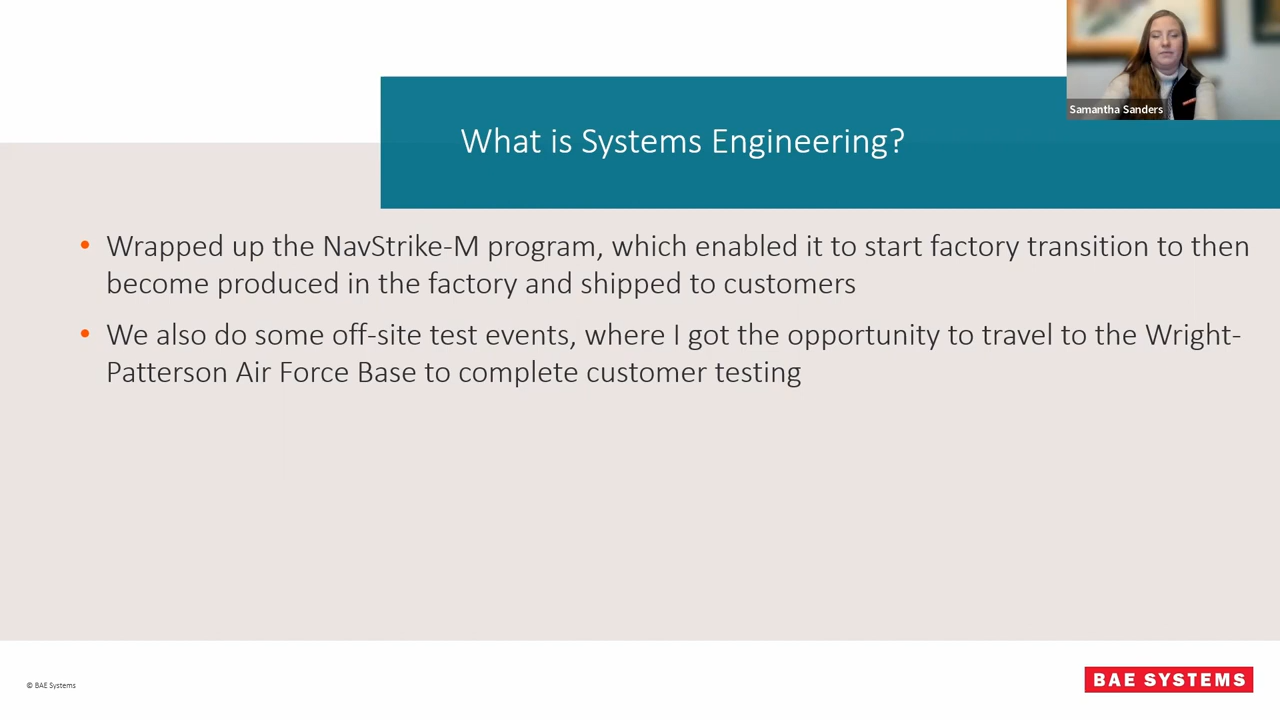 Samantha Sanders
What is Systems Engineering?
• Wrapped up the NavStrike-M program, which enabled it to start factory transition to then
become produced in the factory and shipped to customers
• We also do some off-site test events, where I got the opportunity to travel to the Wright-
Patterson Air Force Base to complete customer testing
© BAE Systems
BAE SYSTEMS